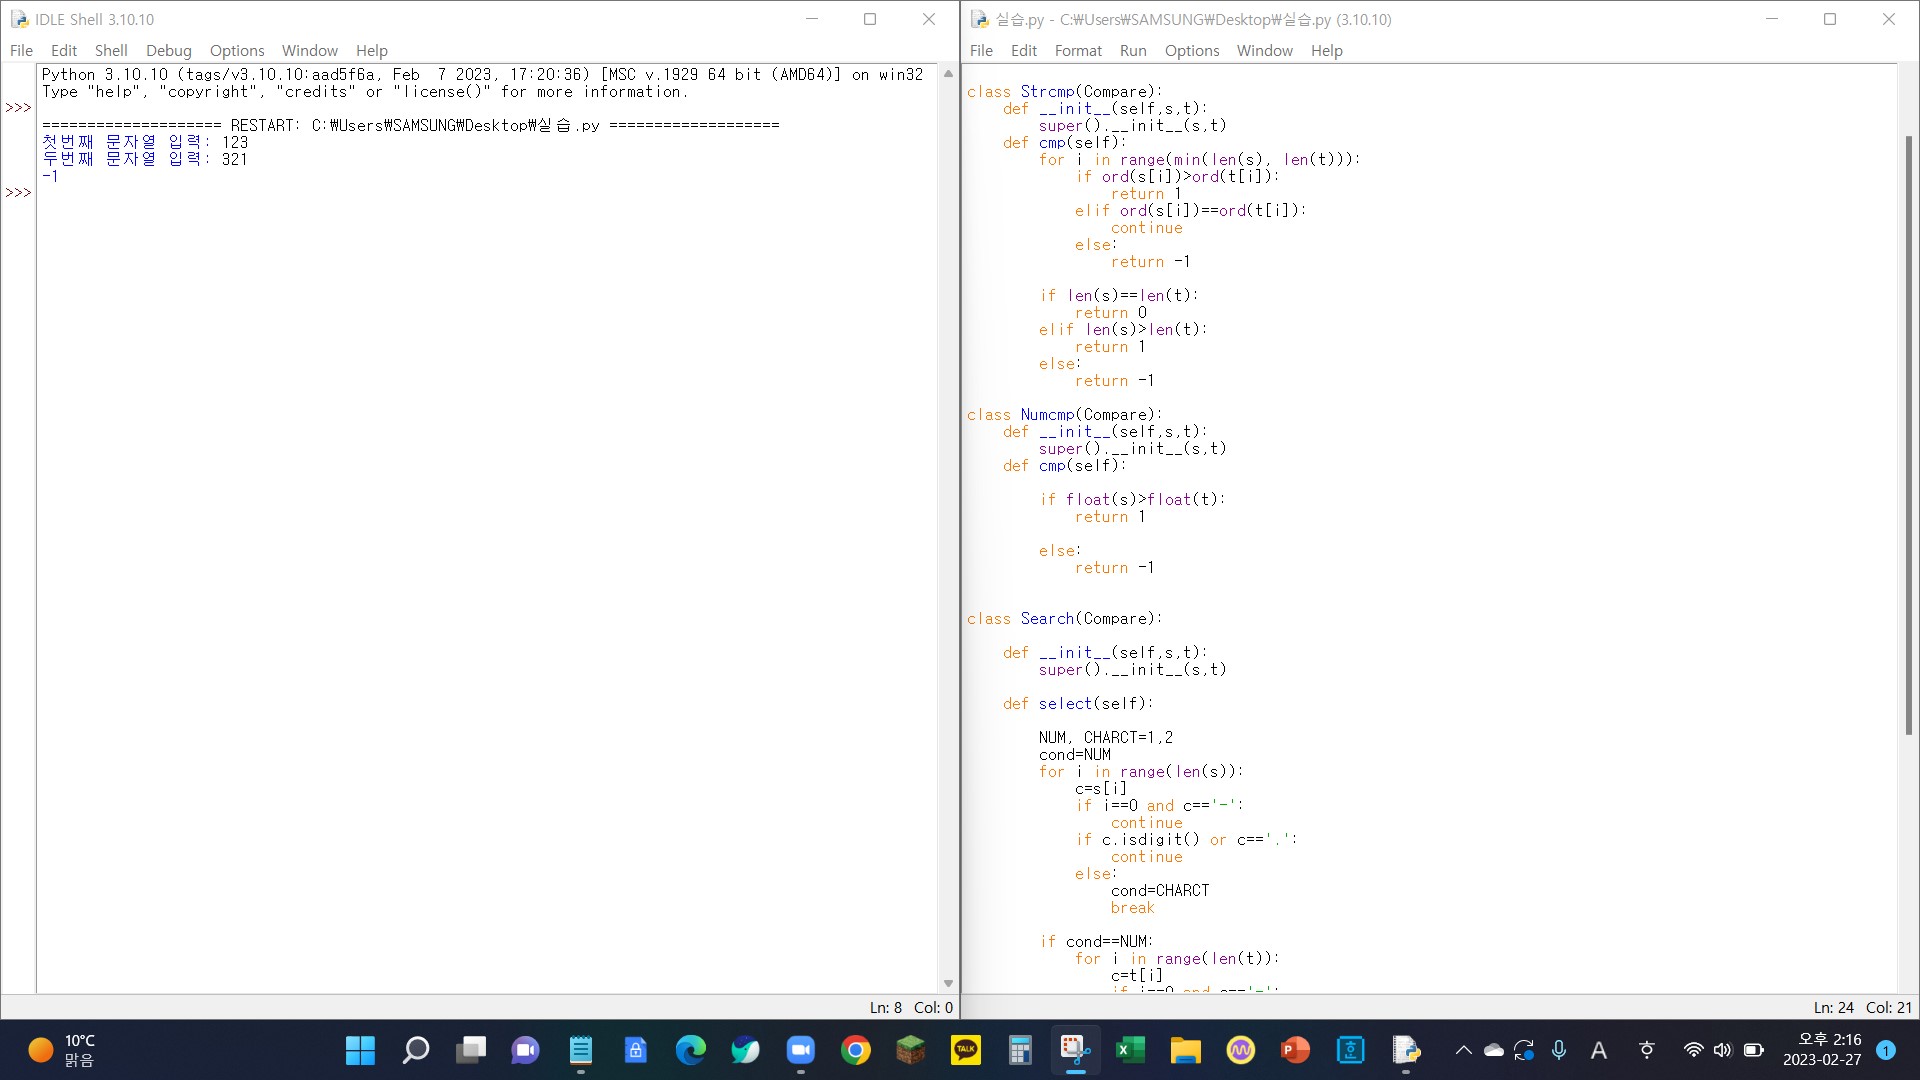 IDLE Shell 3.10.10
File Edit Shell Debug Options Window Help
Python 3.10.10 (tags/v3.10.10:aad5f6a, Feb  7 2023, 17:20:36) [MSC v.1929 64 bit (AMD64)] on win32
Type "help", "copyright", "credits" or "license()" for more information.
>>>
==================== RESTART: C:₩Users₩SAMSUNG₩Desktop₩실습.py ===================
첫번째 문자열 입력: 123
두번째 문자열 입력: 321
-1
>>>
Ln: 8 Col: 0
실습.py - C:₩Users₩SAMSUNG₩Desktop₩실습.py (3.10.10)
File Edit Format Run Options Window Help
class Strcmp(Compare):
    def __init__(self,s,t):
        super().__init__(s,t)
    def cmp(self):
        for i in range(min(len(s), len(t))):
            if ord(s[i])>ord(t[i]):
                return 1
            elif ord(s[i])==ord(t[i]):
                continue
            else:
                return -1
        if len(s)==len(t):
            return 0
        elif len(s)>len(t):
            return 1
        else:
            return -1
class Numcmp(Compare):
    def __init__(self,s,t):
        super().__init__(s,t)
    def cmp(self):
        if float(s)>float(t):
            return 1
        else:
            return -1
class Search(Compare):
    def __init__(self,s,t):
        super().__init__(s,t)
    def select(self):
        NUM, CHARCT=1,2
        cond=NUM
        for i in range(len(s)):
            c=s[i]
            if i==0 and c=='-':
                continue
            if c.isdigit() or c=='.':
                continue
            else:
                cond=CHARCT
                break
        if cond==NUM:
            for i in range(len(t)):
                c=t[i]
                if i==0 and c=='-':
Ln: 24 Col: 21
10°C
맑음
TALK
A
오후 2:16
2023-02-27
1